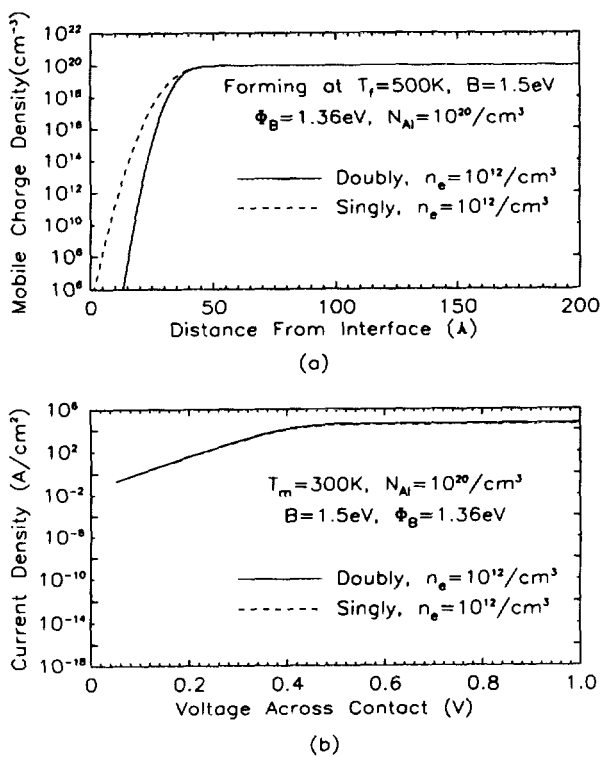 Mobile Charge Density(cm⁻³)
10²²
10²⁰
10¹⁸
10¹⁶
10¹⁴
10¹²
10¹⁰
10⁸
10⁶
Forming at T_f=500K, B=1.5eV
Φ_B=1.36eV, N_AI=10²⁰/cm³
Doubly, n_e=10¹²/cm³
Singly, n_e=10¹²/cm³
0 50 100 150 200
Distance From Interface (Å)
(a)
Current Density (A/cm²)
10⁶
10²
10⁻²
10⁻⁶
10⁻¹⁰
10⁻¹⁴
10⁻¹⁸
T_m=300K, N_AI=10²⁰/cm³
B=1.5eV, Φ_B=1.36eV
Doubly, n_e=10¹²/cm³
Singly, n_e=10¹²/cm³
0 0.2 0.4 0.6 0.8 1.0
Voltage Across Contact (V)
(b)